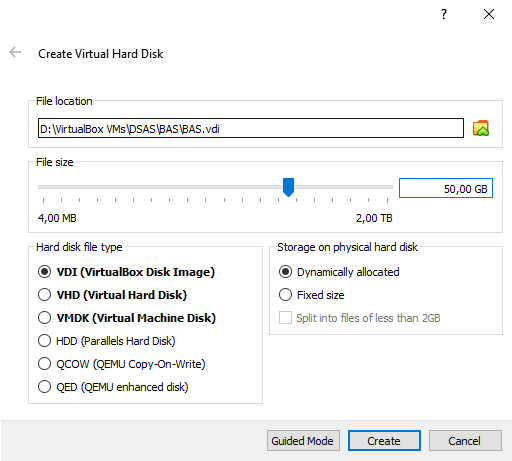 ?
Create Virtual Hard Disk
File location
D:\VirtualBox VMs\DSAS\BAS\BAS.vdi
File size
50,00 GB
4,00 MB
2,00 TB
Hard disk file type
VDI (VirtualBox Disk Image)
VHD (Virtual Hard Disk)
VMDK (Virtual Machine Disk)
HDD (Parallels Hard Disk)
QCOW (QEMU Copy-On-Write)
QED (QEMU enhanced disk)
Storage on physical hard disk
Dynamically allocated
Fixed size
Split into files of less than 2GB
Guided Mode
Create
Cancel